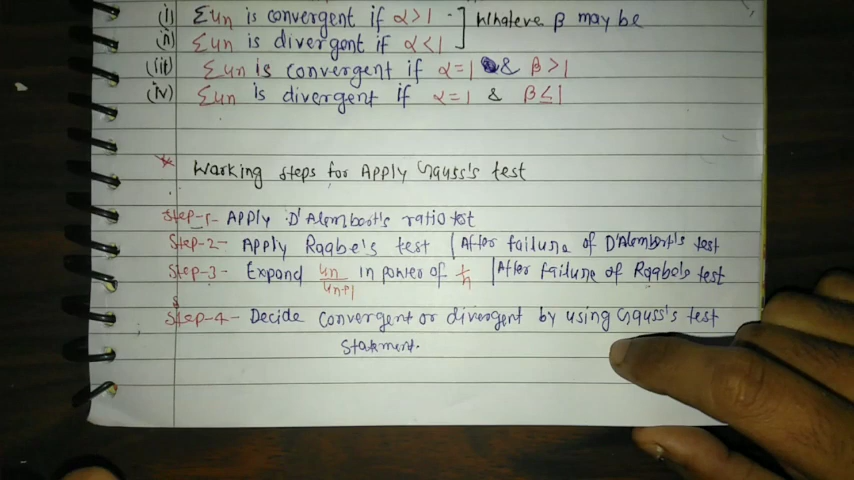 (i) Σun is convergent if α>1 ] Whateve β may be
(ii) Σun is divergent if α<1
(iii) Σun is convergent if α=1 & β>1
(iv) Σun is divergent if α=1 & β≤1
* Working steps for Apply Gauss's test
Step-1- Apply D'Alembert's ratio test
Step-2- Apply Raabe's test | After failure of D'Alembert's test
Step-3- Expand un/un+1 in power of 1/n | After failure of Raabe's test
Step-4- Decide convergent or divergent by using Gauss's test
Statement.